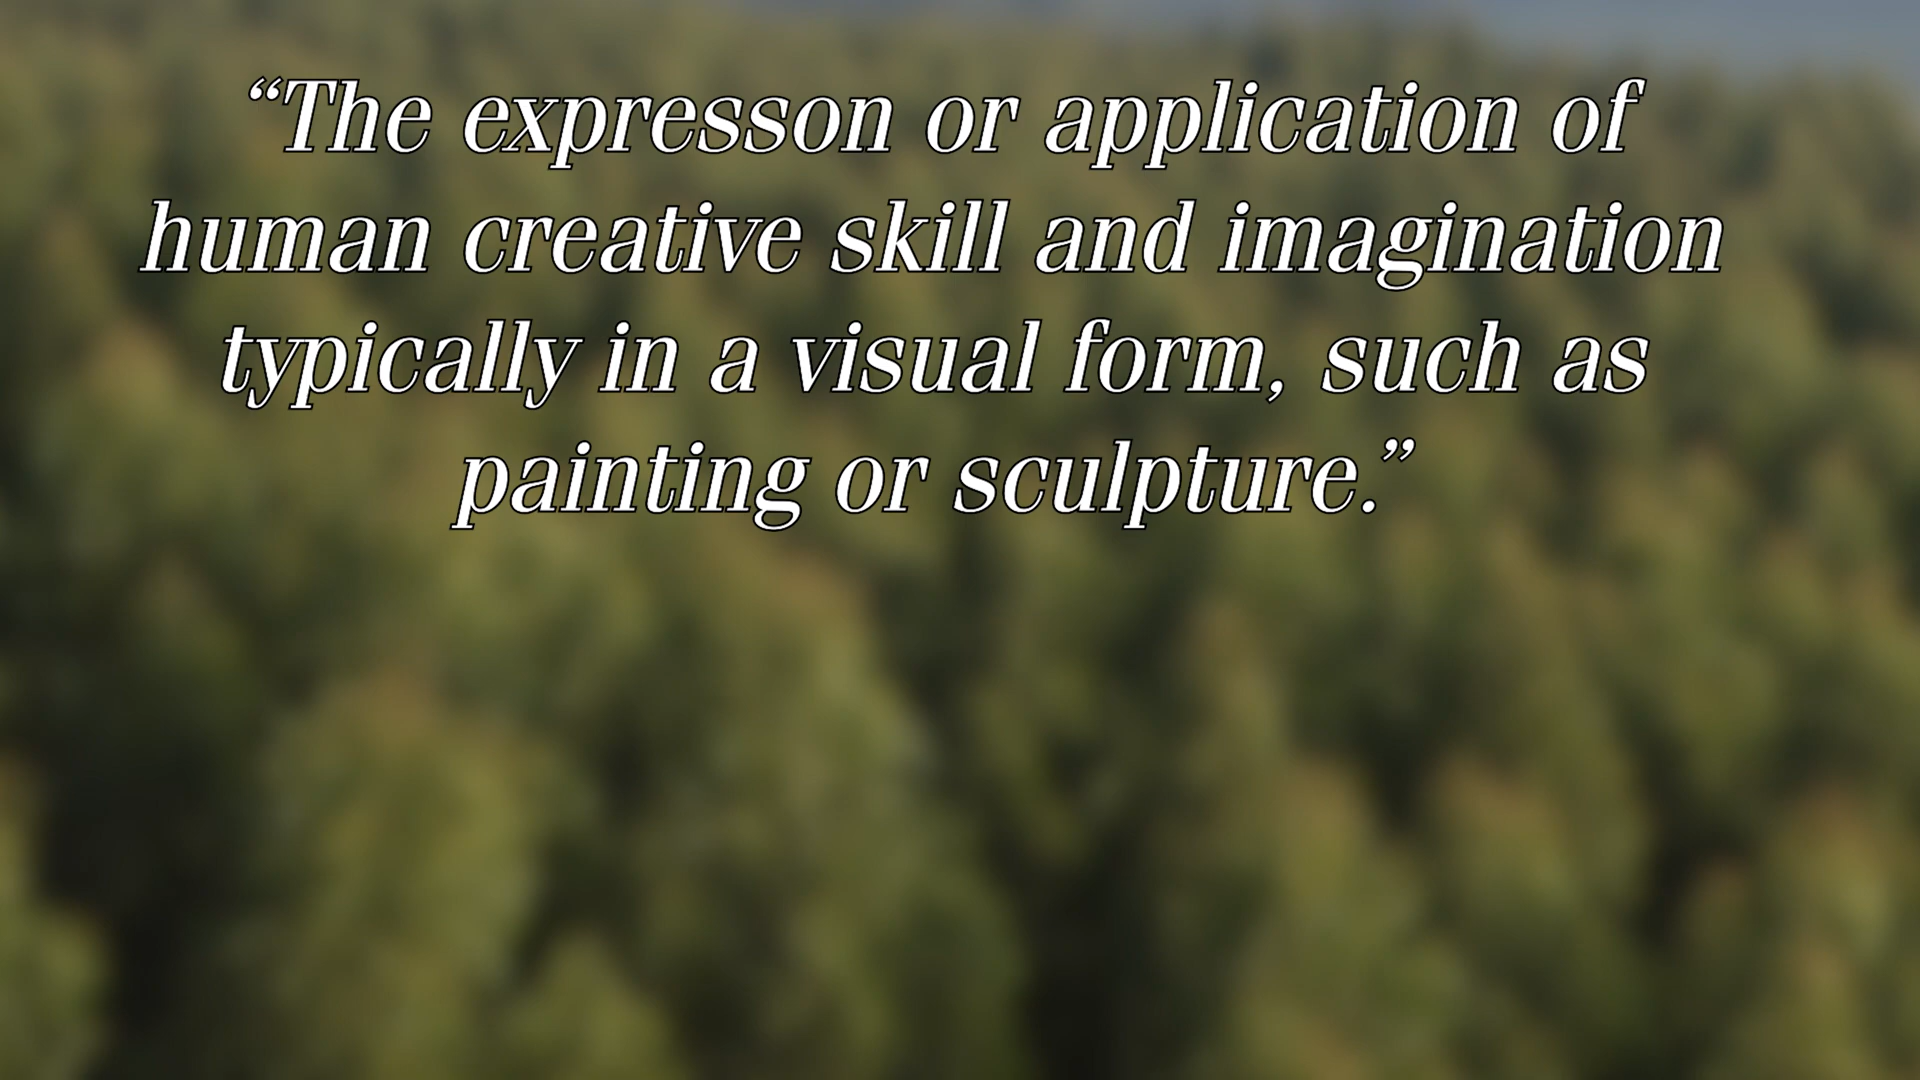 “The expresson or application of
human creative skill and imagination
typically in a visual form, such as
painting or sculpture.”